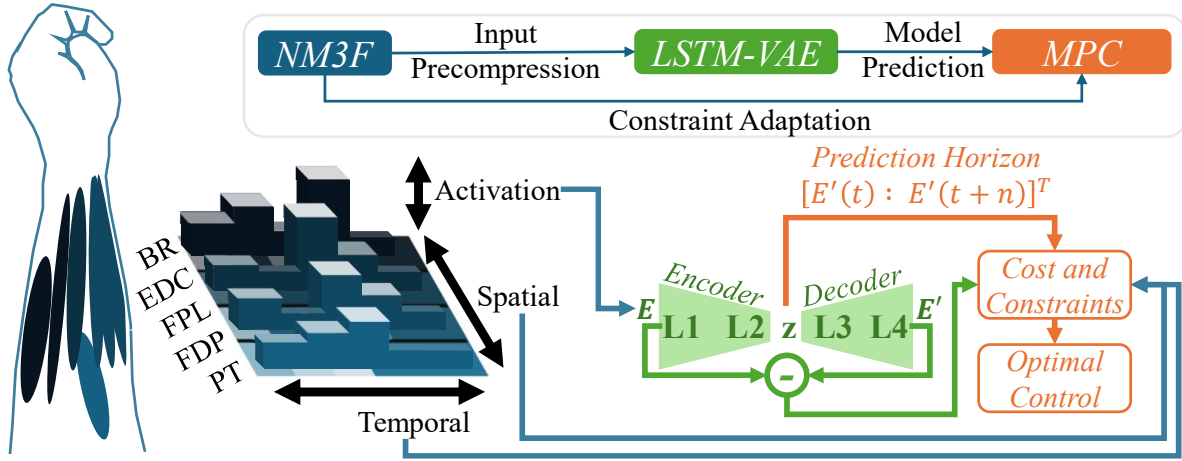 NM3F
Input
Precompression
LSTM-VAE
Model
Prediction
MPC
Constraint Adaptation
Activation
Spatial
Temporal
BR
EDC
FPL
FDP
PT
Prediction Horizon
[E′(t) : E′(t + n)]ᵀ
Encoder
Decoder
E
L1
L2
z
L3
L4
E′
-
Cost and
Constraints
Optimal
Control